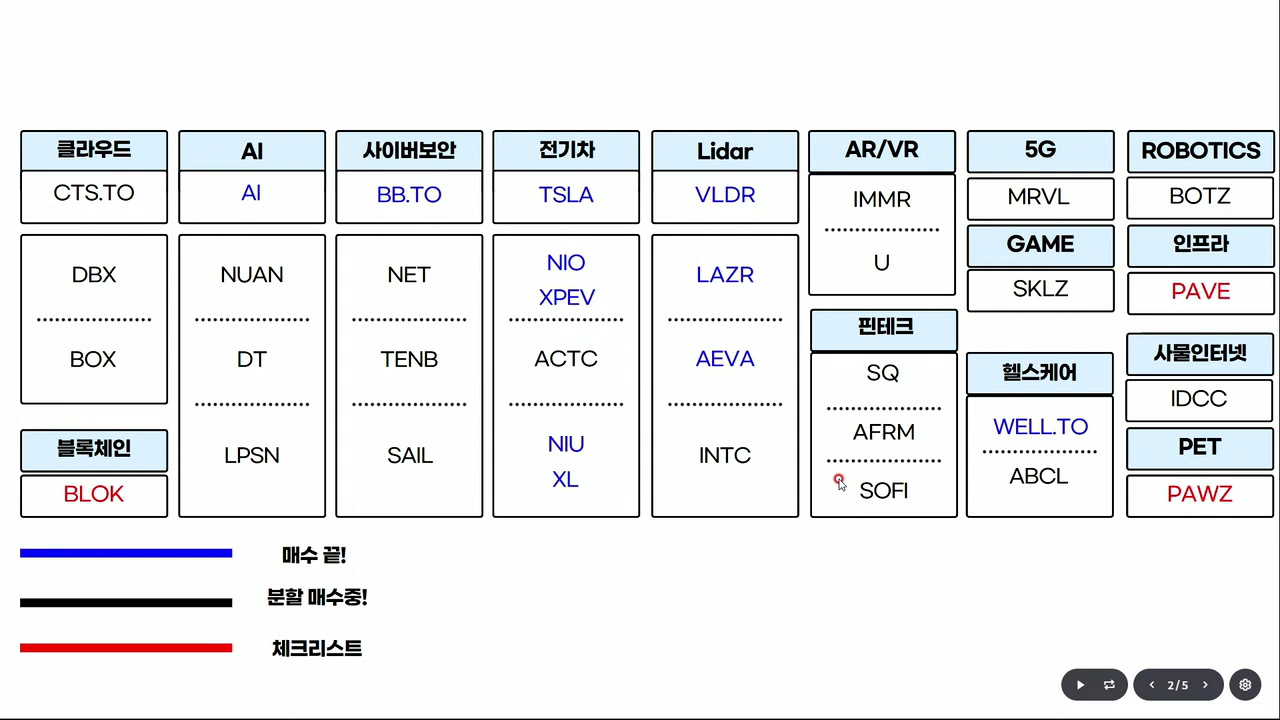 클라우드
CTS.TO
DBX
BOX
블록체인
BLOK
AI
AI
NUAN
DT
LPSN
사이버보안
BB.TO
NET
TENB
SAIL
전기차
TSLA
NIO
XPEV
ACTC
NIU
XL
Lidar
VLDR
LAZR
AEVA
INTC
AR/VR
IMMR
U
핀테크
SQ
AFRM
SOFI
5G
MRVL
GAME
SKLZ
헬스케어
WELL.TO
ABCL
ROBOTICS
BOTZ
인프라
PAVE
사물인터넷
IDCC
PET
PAWZ
매수 끝!
분할 매수중!
체크리스트
2/5